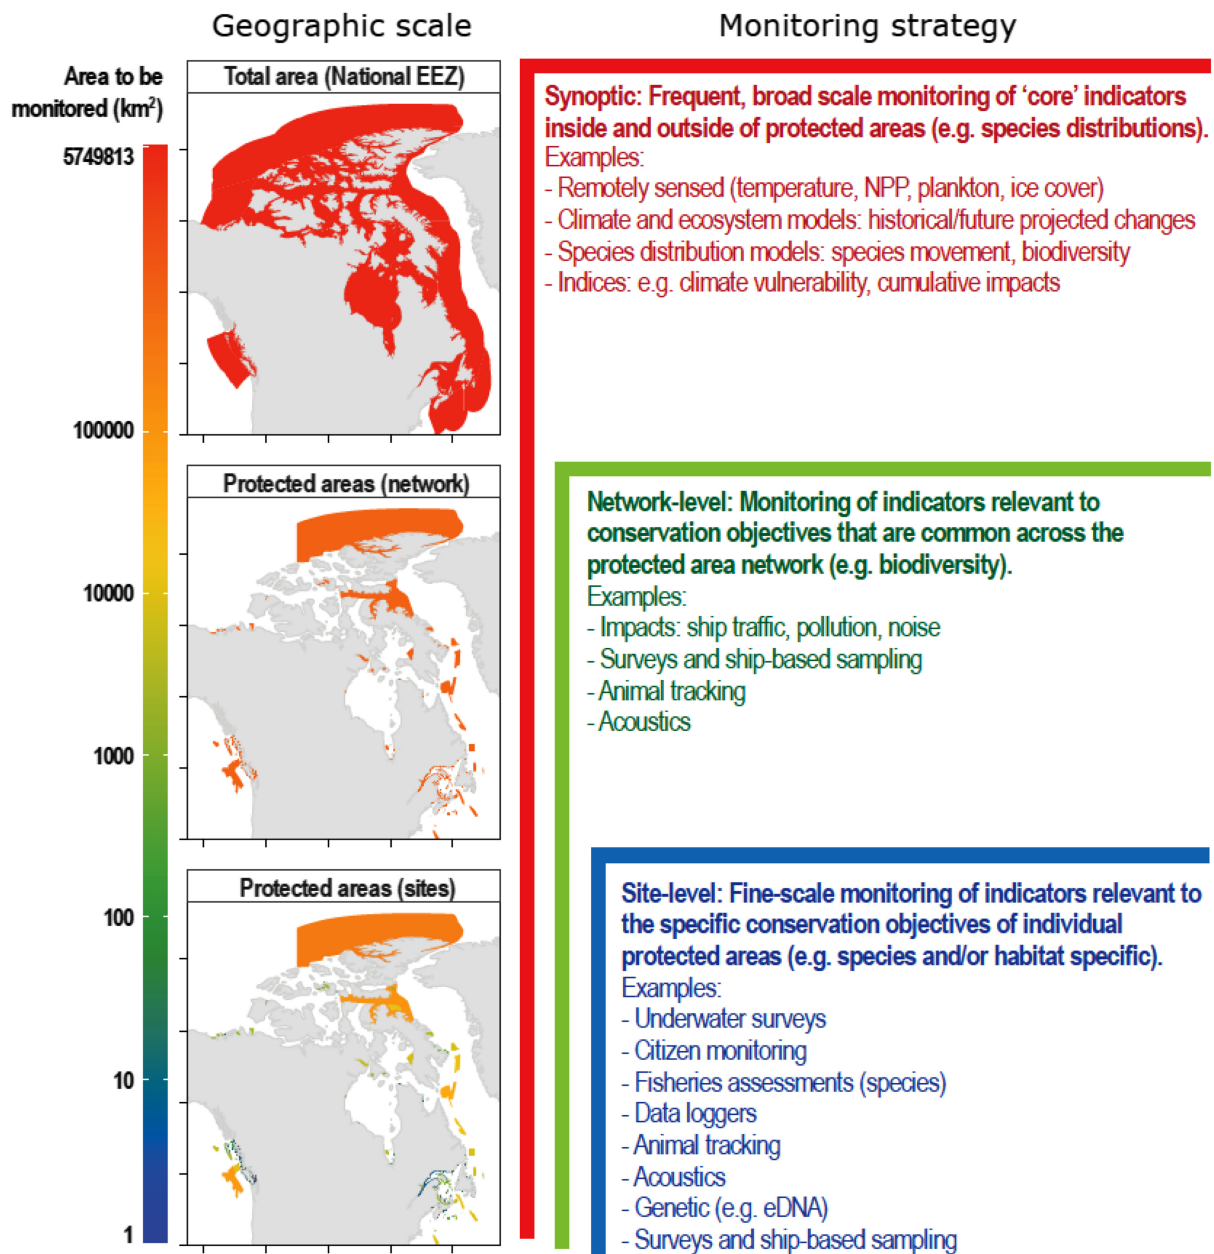 Geographic scale
Monitoring strategy
Area to be
monitored (km²)
5749813
100000
10000
1000
100
10
1
Total area (National EEZ)
Protected areas (network)
Protected areas (sites)
Synoptic: Frequent, broad scale monitoring of ‘core’ indicators
inside and outside of protected areas (e.g. species distributions).
Examples:
- Remotely sensed (temperature, NPP, plankton, ice cover)
- Climate and ecosystem models: historical/future projected changes
- Species distribution models: species movement, biodiversity
- Indices: e.g. climate vulnerability, cumulative impacts
Network-level: Monitoring of indicators relevant to
conservation objectives that are common across the
protected area network (e.g. biodiversity).
Examples:
- Impacts: ship traffic, pollution, noise
- Surveys and ship-based sampling
- Animal tracking
- Acoustics
Site-level: Fine-scale monitoring of indicators relevant to
the specific conservation objectives of individual
protected areas (e.g. species and/or habitat specific).
Examples:
- Underwater surveys
- Citizen monitoring
- Fisheries assessments (species)
- Data loggers
- Animal tracking
- Acoustics
- Genetic (e.g. eDNA)
- Surveys and ship-based sampling